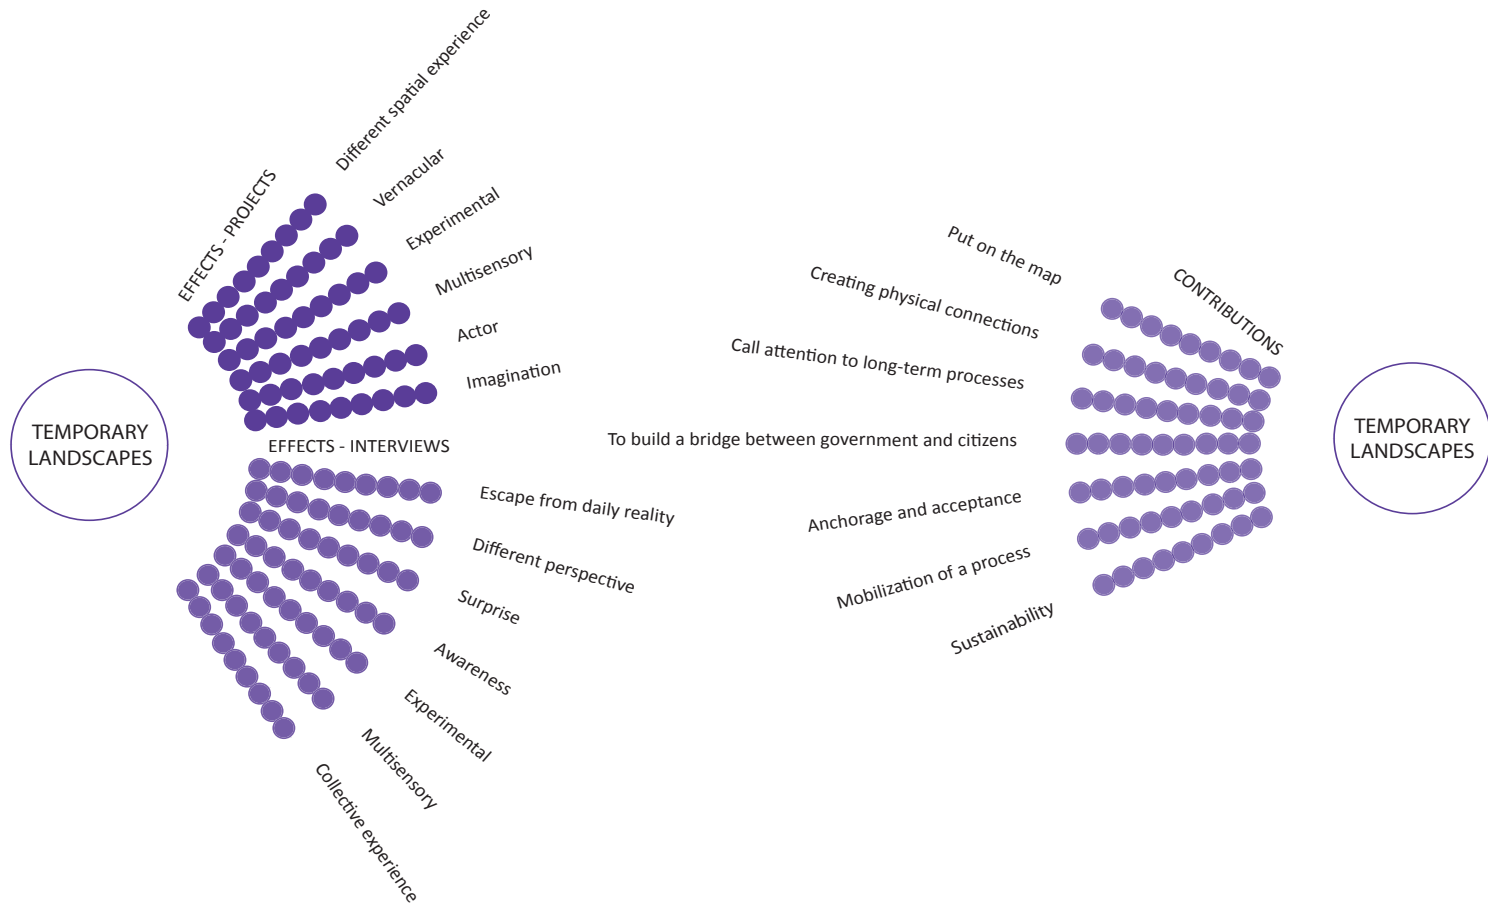 TEMPORARY
LANDSCAPES
EFFECTS - PROJECTS
Different spatial experience
Vernacular
Experimental
Multisensory
Actor
Imagination
EFFECTS - INTERVIEWS
Escape from daily reality
Different perspective
Surprise
Awareness
Experimental
Multisensory
Collective experience
Put on the map
Creating physical connections
Call attention to long-term processes
To build a bridge between government and citizens
Anchorage and acceptance
Mobilization of a process
Sustainability
CONTRIBUTIONS
TEMPORARY
LANDSCAPES